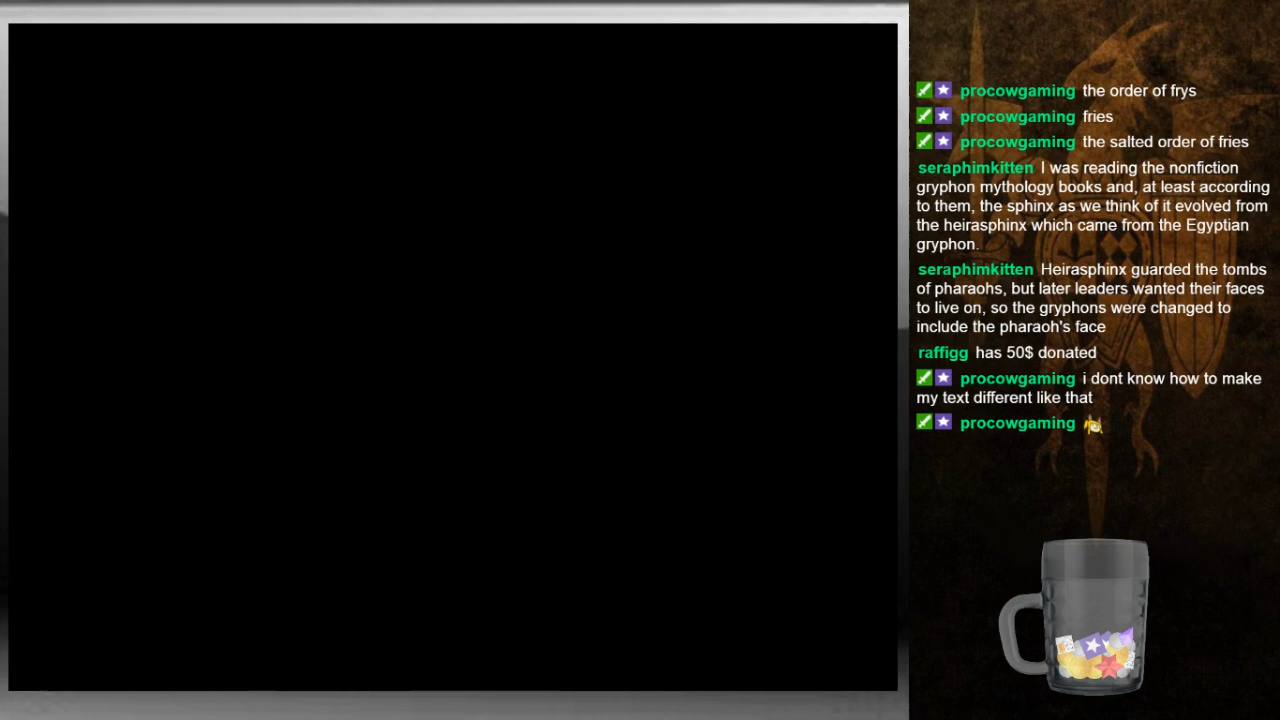 procowgaming the order of frys
procowgaming fries
procowgaming the salted order of fries
seraphimkitten I was reading the nonfiction
gryphon mythology books and, at least according
to them, the sphinx as we think of it evolved from
the heirasphinx which came from the Egyptian
gryphon.
seraphimkitten Heirasphinx guarded the tombs
of pharaohs, but later leaders wanted their faces
to live on, so the gryphons were changed to
include the pharaoh's face
raffigg has 50$ donated
procowgaming i dont know how to make
my text different like that
procowgaming